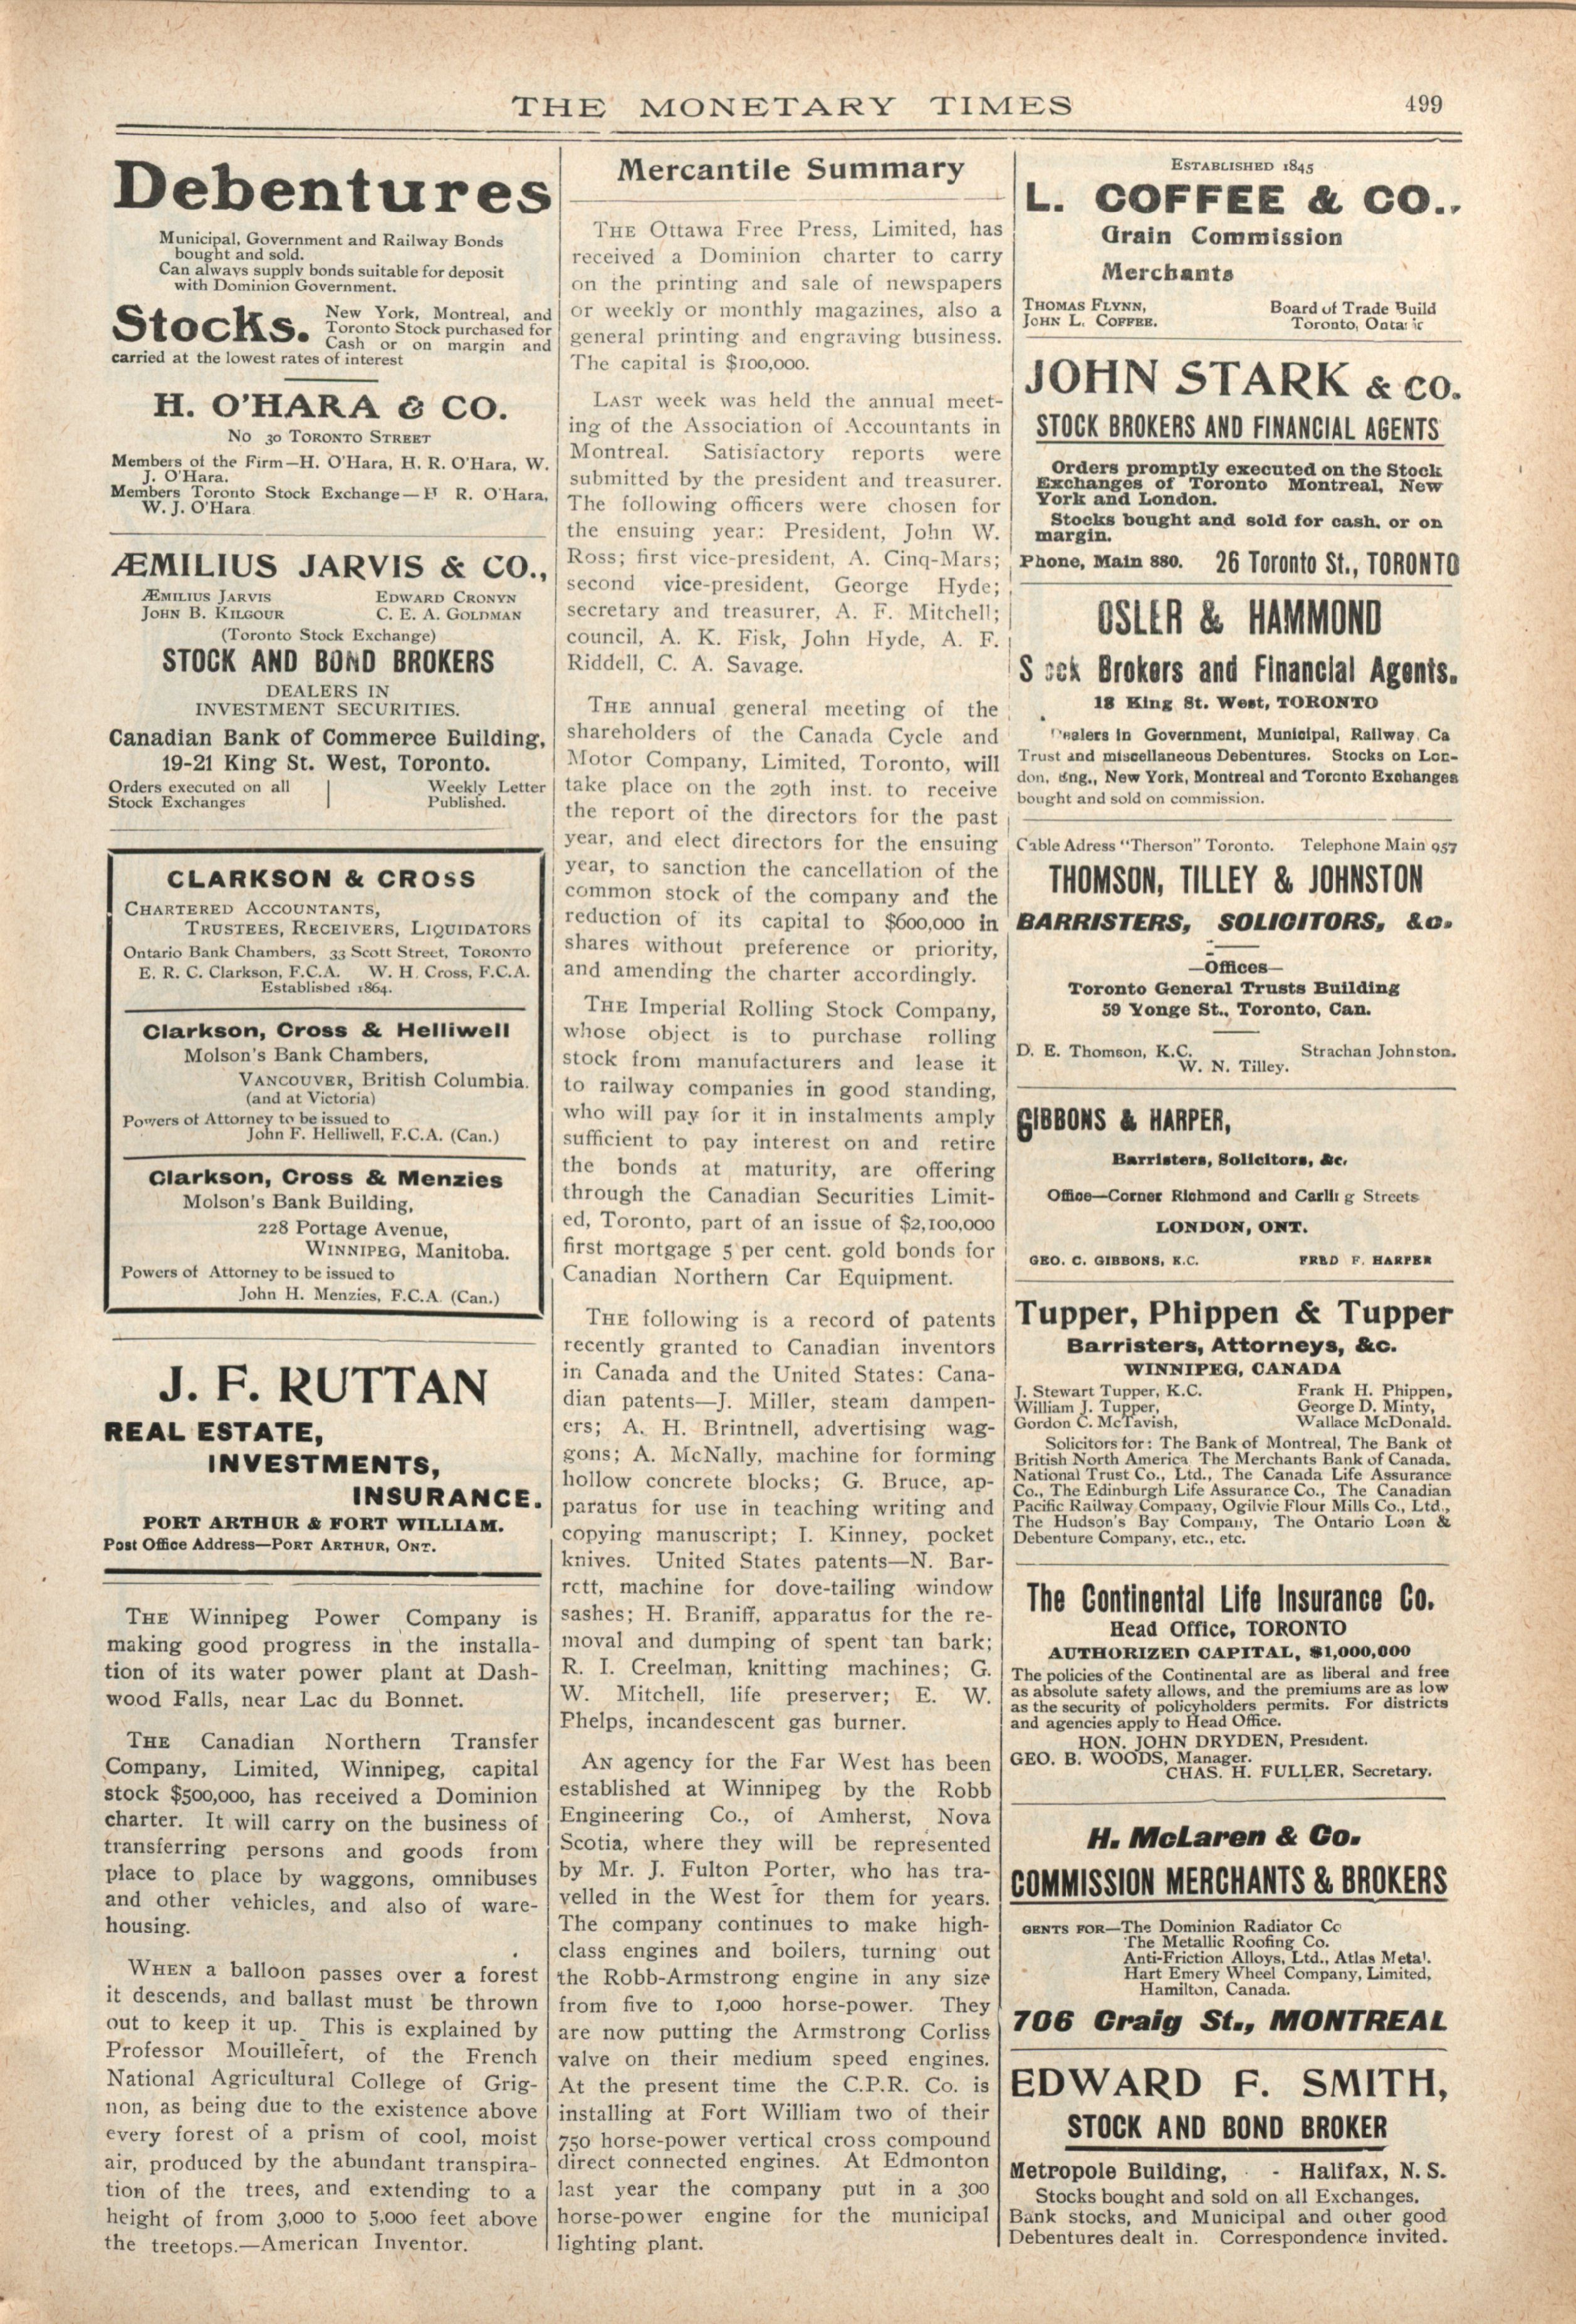 THE MONETARY TIMES
499
Debentures
Municipal, Government and Railway Bonds
bought and sold.
Can always supply bonds suitable for deposit
with Dominion Government.
Stocks.
New York, Montreal, and
Toronto Stock purchased for
Cash or on margin and
carried at the lowest rates of interest
H. O'HARA & CO.
No 30 TORONTO STREET
Members of the Firm—H. O'Hara, H. R. O'Hara, W.
J. O'Hara.
Members Toronto Stock Exchange—H R. O'Hara,
W. J. O'Hara
ÆMILIUS JARVIS & CO.,
ÆMILIUS JARVIS EDWARD CRONYN
JOHN B. KILGOUR C. E. A. GOLDMAN
(Toronto Stock Exchange)
STOCK AND BOND BROKERS
DEALERS IN
INVESTMENT SECURITIES.
Canadian Bank of Commerce Building,
19-21 King St. West, Toronto.
Orders executed on all
Stock Exchanges
Weekly Letter
Published.
CLARKSON & CROSS
CHARTERED ACCOUNTANTS,
TRUSTEES, RECEIVERS, LIQUIDATORS
Ontario Bank Chambers, 33 Scott Street, TORONTO
E. R. C. Clarkson, F.C.A. W. H. Cross, F.C.A.
Established 1864.
Clarkson, Cross & Helliwell
Molson's Bank Chambers,
VANCOUVER, British Columbia.
(and at Victoria)
Powers of Attorney to be issued to
John F. Helliwell, F.C.A. (Can.)
Clarkson, Cross & Menzies
Molson's Bank Building,
228 Portage Avenue,
WINNIPEG, Manitoba.
Powers of Attorney to be issued to
John H. Menzies, F.C.A. (Can.)
J. F. RUTTAN
REAL ESTATE,
INVESTMENTS,
INSURANCE.
PORT ARTHUR & FORT WILLIAM.
Post Office Address—PORT ARTHUR, ONT.
THE Winnipeg Power Company is
making good progress in the installa-
tion of its water power plant at Dash-
wood Falls, near Lac du Bonnet.
THE Canadian Northern Transfer
Company, Limited, Winnipeg, capital
stock $500,000, has received a Dominion
charter. It will carry on the business of
transferring persons and goods from
place to place by waggons, omnibuses
and other vehicles, and also of ware-
housing.
WHEN a balloon passes over a forest
it descends, and ballast must be thrown
out to keep it up. This is explained by
Professor Mouillefert, of the French
National Agricultural College of Grig-
non, as being due to the existence above
every forest of a prism of cool, moist
air, produced by the abundant transpira-
tion of the trees, and extending to a
height of from 3,000 to 5,000 feet above
the treetops.—American Inventor.
Mercantile Summary
THE Ottawa Free Press, Limited, has
received a Dominion charter to carry
on the printing and sale of newspapers
or weekly or monthly magazines, also a
general printing and engraving business.
The capital is $100,000.
LAST week was held the annual meet-
ing of the Association of Accountants in
Montreal. Satisfactory reports were
submitted by the president and treasurer.
The following officers were chosen for
the ensuing year: President, John W.
Ross; first vice-president, A. Cinq-Mars;
second vice-president, George Hyde;
secretary and treasurer, A. F. Mitchell;
council, A. K. Fisk, John Hyde, A. F.
Riddell, C. A. Savage.
THE annual general meeting of the
shareholders of the Canada Cycle and
Motor Company, Limited, Toronto, will
take place on the 29th inst. to receive
the report of the directors for the past
year, and elect directors for the ensuing
year, to sanction the cancellation of the
common stock of the company and the
reduction of its capital to $600,000 in
shares without preference or priority,
and amending the charter accordingly.
THE Imperial Rolling Stock Company,
whose object is to purchase rolling
stock from manufacturers and lease it
to railway companies in good standing,
who will pay for it in instalments amply
sufficient to pay interest on and retire
the bonds at maturity, are offering
through the Canadian Securities Limit-
ed, Toronto, part of an issue of $2,100,000
first mortgage 5 per cent. gold bonds for
Canadian Northern Car Equipment.
THE following is a record of patents
recently granted to Canadian inventors
in Canada and the United States: Cana-
dian patents—J. Miller, steam dampen-
ers; A. H. Brintnell, advertising wag-
gons; A. McNally, machine for forming
hollow concrete blocks; G. Bruce, ap-
paratus for use in teaching writing and
copying manuscript; I. Kinney, pocket
knives. United States patents—N. Bar-
rett, machine for dove-tailing window
sashes; H. Braniff, apparatus for the re-
moval and dumping of spent tan bark;
R. I. Creelman, knitting machines; G.
W. Mitchell, life preserver; E. W.
Phelps, incandescent gas burner.
AN agency for the Far West has been
established at Winnipeg by the Robb
Engineering Co., of Amherst, Nova
Scotia, where they will be represented
by Mr. J. Fulton Porter, who has tra-
velled in the West for them for years.
The company continues to make high-
class engines and boilers, turning out
the Robb-Armstrong engine in any size
from five to 1,000 horse-power. They
are now putting the Armstrong Corliss
valve on their medium speed engines.
At the present time the C.P.R. Co. is
installing at Fort William two of their
750 horse-power vertical cross compound
direct connected engines. At Edmonton
last year the company put in a 300
horse-power engine for the municipal
lighting plant.
ESTABLISHED 1845
L. COFFEE & CO.,
Grain Commission
Merchants
THOMAS FLYNN,
JOHN L. COFFEE.
Board of Trade Build
Toronto,
JOHN STARK & CO.
STOCK BROKERS AND FINANCIAL AGENTS
Orders promptly executed on the Stock
Exchanges of Toronto Montreal, New
York and London.
Stocks bought and sold for cash, or on
margin.
Phone, Main 880. 26 Toronto St., TORONTO
OSLER & HAMMOND
Brokers and Financial Agents.
18 King St. West, TORONTO
in Government, Municipal, Railway, Ca
Trust and miscellaneous Debentures. Stocks on Lon-
don, Eng., New York, Montreal and Toronto Exchanges
bought and sold on commission.
Cable Adress "Therson" Toronto. Telephone Main 957
THOMSON, TILLEY & JOHNSTON
BARRISTERS, SOLICITORS, &c.
—Offices—
Toronto General Trusts Building
59 Yonge St., Toronto, Can.
D. E. Thomson, K.C. Strachan Johnston.
W. N. Tilley.
GIBBONS & HARPER,
Barristers, Solicitors, &c.
Office—Corner Richmond and Carling Streets
LONDON, ONT.
GEO. C. GIBBONS, K.C. FRED F. HARPER
Tupper, Phippen & Tupper
Barristers, Attorneys, &c.
WINNIPEG, CANADA
J. Stewart Tupper, K.C. Frank H. Phippen,
William J. Tupper, George D. Minty,
Gordon C. McTavish, Wallace McDonald.
Solicitors for: The Bank of Montreal, The Bank of
British North America The Merchants Bank of Canada,
National Trust Co., Ltd., The Canada Life Assurance
Co., The Edinburgh Life Assurance Co., The Canadian
Pacific Railway Company, Ogilvie Flour Mills Co., Ltd.,
The Hudson's Bay Company, The Ontario Loan &
Debenture Company, etc., etc.
The Continental Life Insurance Co.
Head Office, TORONTO
AUTHORIZED CAPITAL, $1,000,000
The policies of the Continental are as liberal and free
as absolute safety allows, and the premiums are as low
as the security of policyholders permits. For districts
and agencies apply to Head Office.
HON. JOHN DRYDEN, President.
GEO. B. WOODS, Manager.
CHAS. H. FULLER, Secretary.
H. McLaren & Co.
COMMISSION MERCHANTS & BROKERS
GENTS FOR—The Dominion Radiator Co
The Metallic Roofing Co.
Anti-Friction Alloys, Ltd., Atlas Metal.
Hart Emery Wheel Company, Limited,
Hamilton, Canada.
706 Craig St., MONTREAL
EDWARD F. SMITH,
STOCK AND BOND BROKER
Metropole Building, - - Halifax, N. S.
Stocks bought and sold on all Exchanges.
Bank stocks, and Municipal and other good
Debentures dealt in. Correspondence invited.